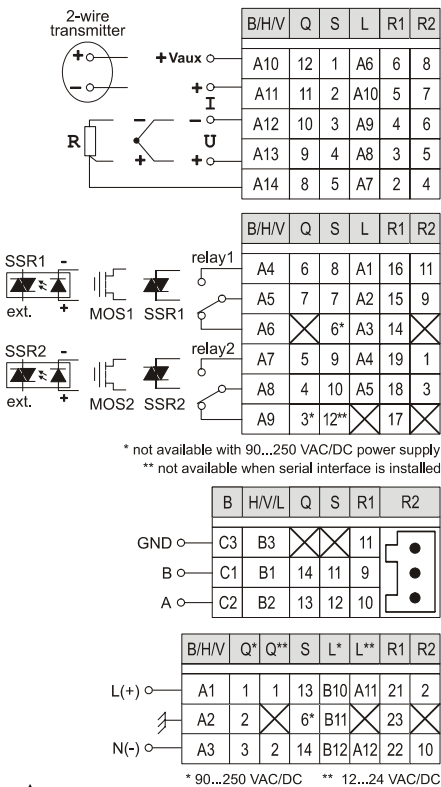 2-wire
transmitter
B/H/V Q S L R1 R2
+ +Vaux A10 12 1 A6 6 8
- + A11 11 2 A10 5 7
I
- - A12 10 3 A9 4 6
R U
+ + A13 9 4 A8 3 5
A14 8 5 A7 2 4
B/H/V Q S L R1 R2
SSR1 - relay1 A4 6 8 A1 16 11
A5 7 7 A2 15 9
ext. + MOS1 SSR1 A6 6* A3 14
SSR2 - relay2 A7 5 9 A4 19 1
A8 4 10 A5 18 3
ext. + MOS2 SSR2 A9 3* 12** 17
* not available with 90...250 VAC/DC power supply
** not available when serial interface is installed
B H/V/L Q S R1 R2
GND C3 B3 11
B C1 B1 14 11 9
A C2 B2 13 12 10
B/H/V Q* Q** S L* L** R1 R2
L(+) A1 1 1 13 B10 A11 21 2
A2 2 6* B11 23
N(-) A3 3 2 14 B12 A12 22 10
* 90...250 VAC/DC ** 12...24 VAC/DC